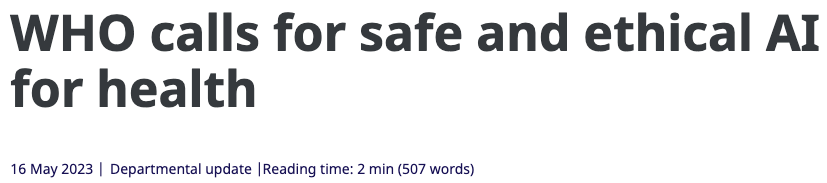 WHO calls for safe and ethical AI
for health
16 May 2023 | Departmental update |Reading time: 2 min (507 words)